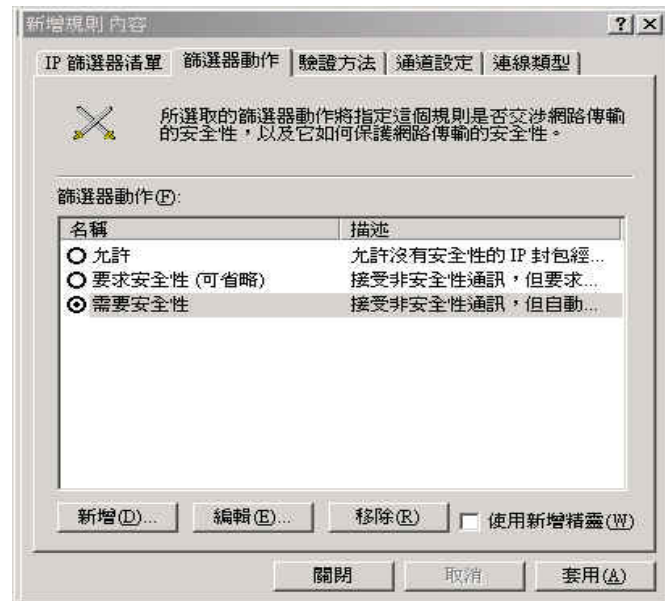 新增規則 內容
IP 篩選器清單 篩選器動作 驗證方法 通道設定 連線類型
所選取的篩選器動作將指定這個規則是否交涉網路傳輸
的安全性，以及它如何保護網路傳輸的安全性。
篩選器動作(F):
名稱 描述
允許 允許沒有安全性的 IP 封包經...
要求安全性 (可省略) 接受非安全性通訊，但要求...
需要安全性 接受非安全性通訊，但自動...
新增(D)... 編輯(E)... 移除(R) 使用新增精靈(W)
關閉 取消 套用(A)